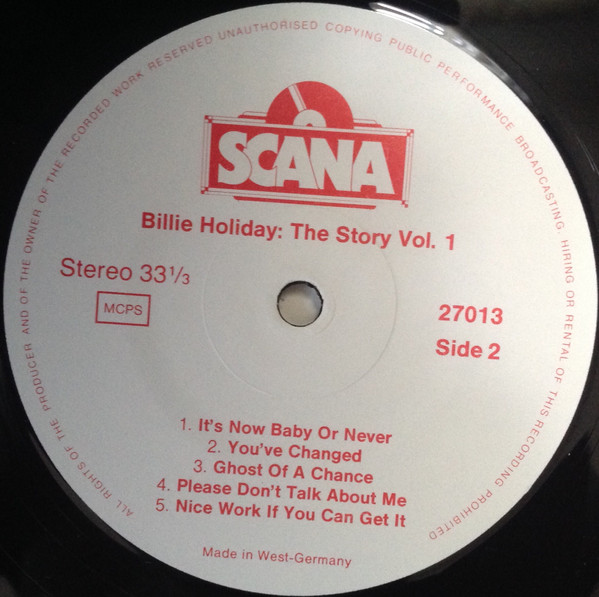 ALL RIGHTS OF THE PRODUCER AND OF THE OWNER OF THE RECORDED WORK RESERVED UNAUTHORISED COPYING PUBLIC PERFORMANCE BROADCASTING. HIRING OR RENTAL OF THIS RECORDING PROHIBITED
SCANA
Billie Holiday: The Story Vol. 1
Stereo 33 1/3
MCPS
27013
Side 2
1. It's Now Baby Or Never
2. You've Changed
3. Ghost Of A Chance
4. Please Don't Talk About Me
5. Nice Work If You Can Get It
Made in West-Germany